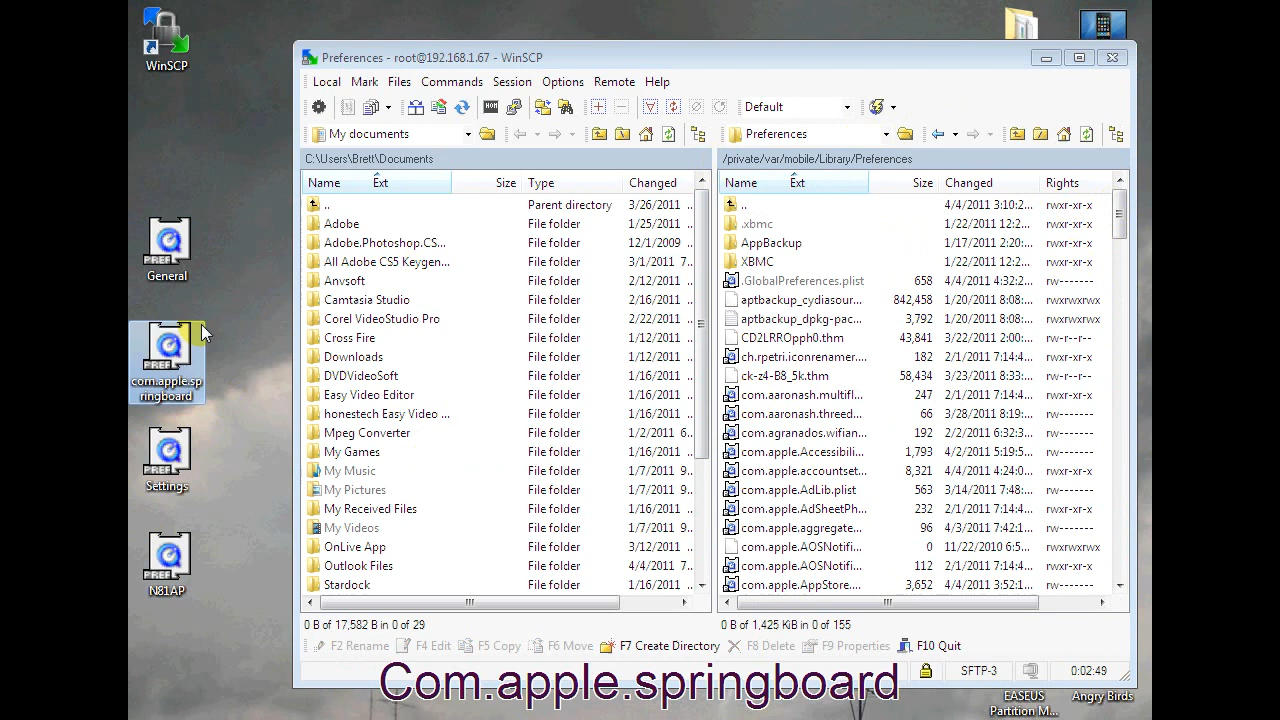 WinSCP
General
com.apple.sp
ringboard
Settings
N81AP
PREF
PREF
PREF
PREF
Preferences - root@192.168.1.67 - WinSCP
Local Mark Files Commands Session Options Remote Help
Default
My documents
Preferences
C:\Users\Brett\Documents
Name Ext Size Type Changed
.. Parent directory 3/26/2011 ..
Adobe File folder 1/25/2011 ..
Adobe.Photoshop.CS... File folder 12/1/2009 ..
All Adobe CS5 Keygen... File folder 3/1/2011 7..
Anvsoft File folder 2/12/2011 ..
Camtasia Studio File folder 2/16/2011 ..
Corel VideoStudio Pro File folder 2/22/2011 ..
Cross Fire File folder 1/12/2011 ..
Downloads File folder 1/12/2011 ..
DVDVideoSoft File folder 1/16/2011 ..
Easy Video Editor File folder 1/16/2011 ..
honestech Easy Video ... File folder 1/16/2011 ..
Mpeg Converter File folder 1/2/2011 6..
My Games File folder 1/16/2011 ..
My Music File folder 1/7/2011 9..
My Pictures File folder 1/7/2011 9..
My Received Files File folder 1/16/2011 ..
My Videos File folder 1/7/2011 9..
OnLive App File folder 3/12/2011 ..
Outlook Files File folder 4/4/2011 7..
Stardock File folder 1/16/2011 ..
0 B of 17,582 B in 0 of 29
/private/var/mobile/Library/Preferences
Name Ext Size Changed Rights
.. 4/4/2011 3:10:2... rwxr-xr-x
.xbmc 1/22/2011 12:2... rwxr-xr-x
AppBackup 1/17/2011 2:20:... rwxr-xr-x
XBMC 1/22/2011 12:2... rwxr-xr-x
.GlobalPreferences.plist 658 4/4/2011 4:32:2... rw-------
aptbackup_cydiasour... 842,458 1/20/2011 8:08:... rwxrwxrwx
aptbackup_dpkg-pac... 3,792 1/20/2011 8:08:... rwxrwxrwx
CD2LRROpph0.thm 43,841 3/22/2011 2:00:... rw-r--r--
ch.rpetri.iconrename... 182 2/1/2011 7:14:4... rwxr-xr-x
ck-z4-B8_5k.thm 58,434 3/23/2011 8:33:... rw-r--r--
com.aaronash.multifl... 247 2/1/2011 7:14:4... rwxr-xr-x
com.aaronash.threed... 66 3/28/2011 8:19:... rw-------
com.agranados.wifian... 192 2/2/2011 6:32:3... rw-------
com.apple.Accessibili... 1,793 4/2/2011 5:19:5... rw-------
com.apple.accountset... 8,321 4/4/2011 4:24:0... rw-------
com.apple.AdLib.plist 563 3/14/2011 7:48:... rw-------
com.apple.AdSheetPh... 232 2/1/2011 7:14:4... rwxr-xr-x
com.apple.aggregate... 96 4/3/2011 7:42:1... rw-------
com.apple.AOSNotifi... 0 11/22/2010 6:5... rwxrwxrwx
com.apple.AOSNotifi... 112 2/1/2011 7:14:4... rwxr-xr-x
com.apple.AppStore.... 3,652 4/4/2011 3:52:1... rw-------
0 B of 1,425 KiB in 0 of 155
F2 Rename F4 Edit F5 Copy F6 Move F7 Create Directory F8 Delete F9 Properties F10 Quit
SFTP-3 0:02:49
Com.apple.springboard
EASEUS
Partition M...
Angry Birds